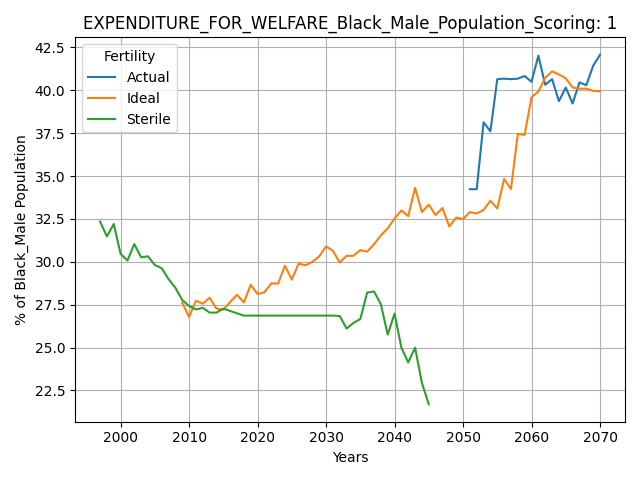 EXPENDITURE_FOR_WELFARE_Black_Male_Population_Scoring: 1
Fertility
Actual
Ideal
Sterile
% of Black_Male Population
42.5
40.0
37.5
35.0
32.5
30.0
27.5
25.0
22.5
2000 2010 2020 2030 2040 2050 2060 2070
Years